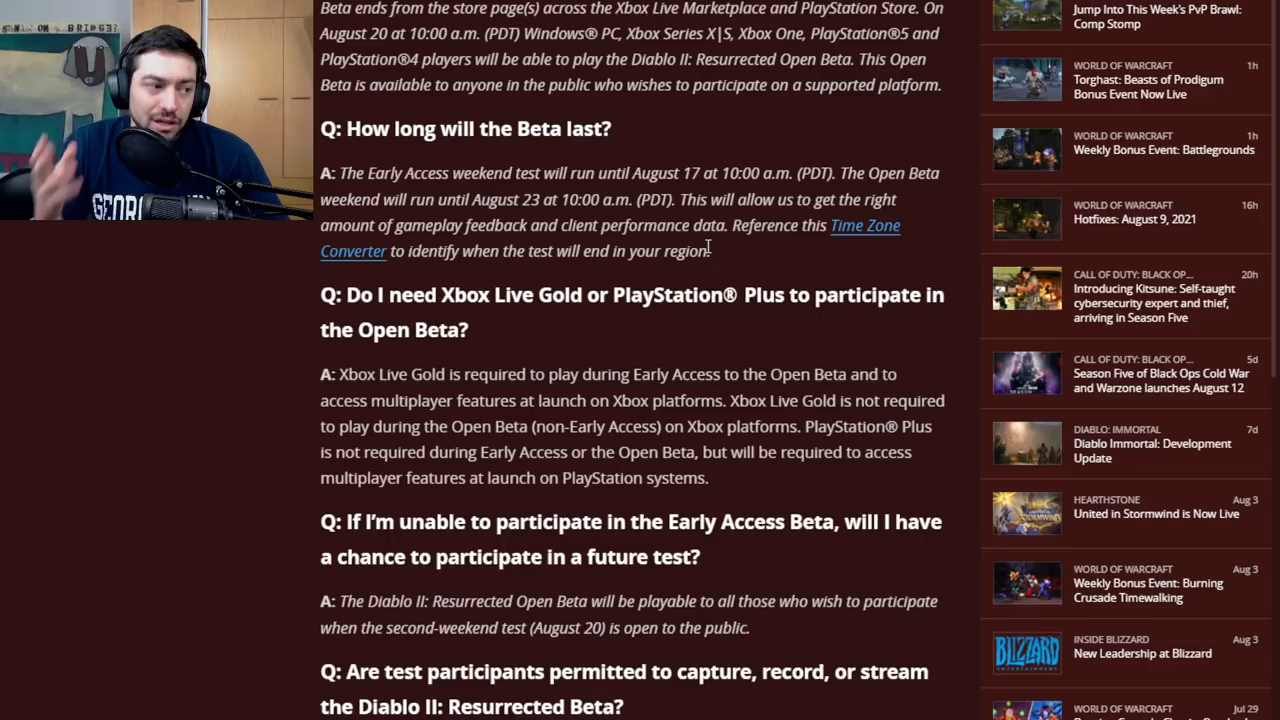 BRIDGE?
GEOR
Beta ends from the store page(s) across the Xbox Live Marketplace and PlayStation Store. On
August 20 at 10:00 a.m. (PDT) Windows® PC, Xbox Series X|S, Xbox One, PlayStation®5 and
PlayStation®4 players will be able to play the Diablo II: Resurrected Open Beta. This Open
Beta is available to anyone in the public who wishes to participate on a supported platform.
Q: How long will the Beta last?
A: The Early Access weekend test will run until August 17 at 10:00 a.m. (PDT). The Open Beta
weekend will run until August 23 at 10:00 a.m. (PDT). This will allow us to get the right
amount of gameplay feedback and client performance data. Reference this Time Zone
Converter to identify when the test will end in your region.
Q: Do I need Xbox Live Gold or PlayStation® Plus to participate in
the Open Beta?
A: Xbox Live Gold is required to play during Early Access to the Open Beta and to
access multiplayer features at launch on Xbox platforms. Xbox Live Gold is not required
to play during the Open Beta (non-Early Access) on Xbox platforms. PlayStation® Plus
is not required during Early Access or the Open Beta, but will be required to access
multiplayer features at launch on PlayStation systems.
Q: If I'm unable to participate in the Early Access Beta, will I have
a chance to participate in a future test?
A: The Diablo II: Resurrected Open Beta will be playable to all those who wish to participate
when the second-weekend test (August 20) is open to the public.
Q: Are test participants permitted to capture, record, or stream
the Diablo II: Resurrected Beta?
Jump Into This Week's PvP Brawl:
Comp Stomp
WORLD OF WARCRAFT 1h
Torghast: Beasts of Prodigum
Bonus Event Now Live
WORLD OF WARCRAFT 1h
Weekly Bonus Event: Battlegrounds
WORLD OF WARCRAFT 16h
Hotfixes: August 9, 2021
CALL OF DUTY: BLACK OP... 20h
Introducing Kitsune: Self-taught
cybersecurity expert and thief,
arriving in Season Five
CALL OF DUTY: BLACK OP... 5d
Season Five of Black Ops Cold War
and Warzone launches August 12
DIABLO: IMMORTAL 7d
Diablo Immortal: Development
Update
HEARTHSTONE Aug 3
United in Stormwind is Now Live
WORLD OF WARCRAFT Aug 3
Weekly Bonus Event: Burning
Crusade Timewalking
BLIZZARD
ENTERTAINMENT
INSIDE BLIZZARD Aug 3
New Leadership at Blizzard
WORLD OF WARCRAFT Jul 29